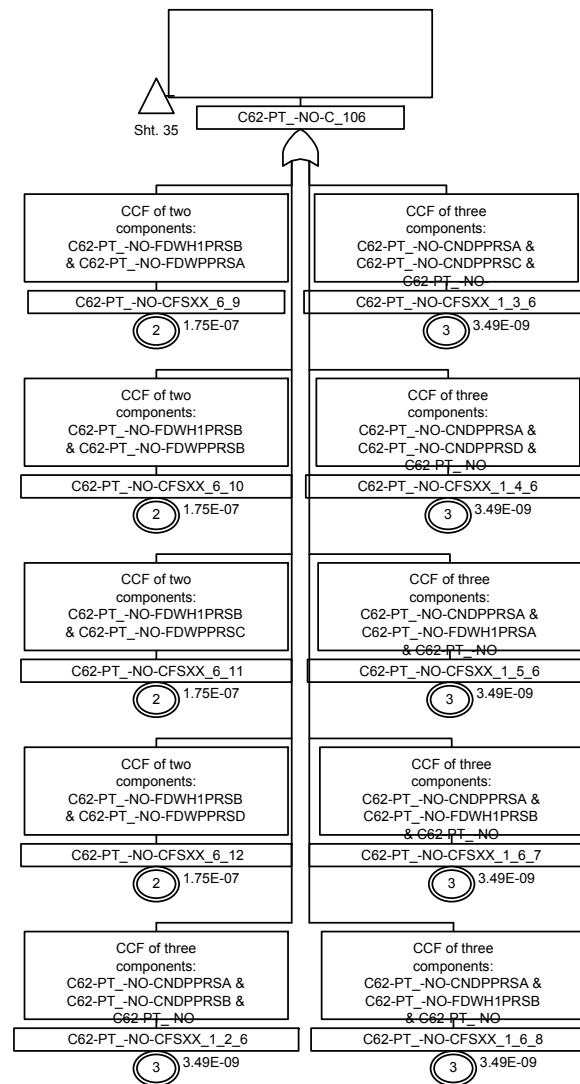 C62-PT_-NO-C_106
Sht. 35
CCF of two
components:
C62-PT_-NO-FDWH1PRSB
& C62-PT_-NO-FDWPPRSA
C62-PT_-NO-CFSXX_6_9
2
1.75E-07
CCF of three
components:
C62-PT_-NO-CNDPPRSA &
C62-PT_-NO-CNDPPRSC &
C62-PT_-NO-
C62-PT_-NO-CFSXX_1_3_6
3
3.49E-09
CCF of two
components:
C62-PT_-NO-FDWH1PRSB
& C62-PT_-NO-FDWPPRSB
C62-PT_-NO-CFSXX_6_10
2
1.75E-07
CCF of three
components:
C62-PT_-NO-CNDPPRSA &
C62-PT_-NO-CNDPPRSD &
C62-PT_-NO
C62-PT_-NO-CFSXX_1_4_6
3
3.49E-09
CCF of two
components:
C62-PT_-NO-FDWH1PRSB
& C62-PT_-NO-FDWPPRSC
C62-PT_-NO-CFSXX_6_11
2
1.75E-07
CCF of three
components:
C62-PT_-NO-CNDPPRSA &
C62-PT_-NO-FDWH1PRSA
& C62-PT_-NO
C62-PT_-NO-CFSXX_1_5_6
3
3.49E-09
CCF of two
components:
C62-PT_-NO-FDWH1PRSB
& C62-PT_-NO-FDWPPRSD
C62-PT_-NO-CFSXX_6_12
2
1.75E-07
CCF of three
components:
C62-PT_-NO-CNDPPRSA &
C62-PT_-NO-FDWH1PRSB
& C62-PT_-NO
C62-PT_-NO-CFSXX_1_6_7
3
3.49E-09
CCF of three
components:
C62-PT_-NO-CNDPPRSA &
C62-PT_-NO-CNDPPRSB &
C62-PT_-NO
C62-PT_-NO-CFSXX_1_2_6
3
3.49E-09
CCF of three
components:
C62-PT_-NO-CNDPPRSA &
C62-PT_-NO-FDWH1PRSB
& C62-PT_-NO
C62-PT_-NO-CFSXX_1_6_8
3
3.49E-09